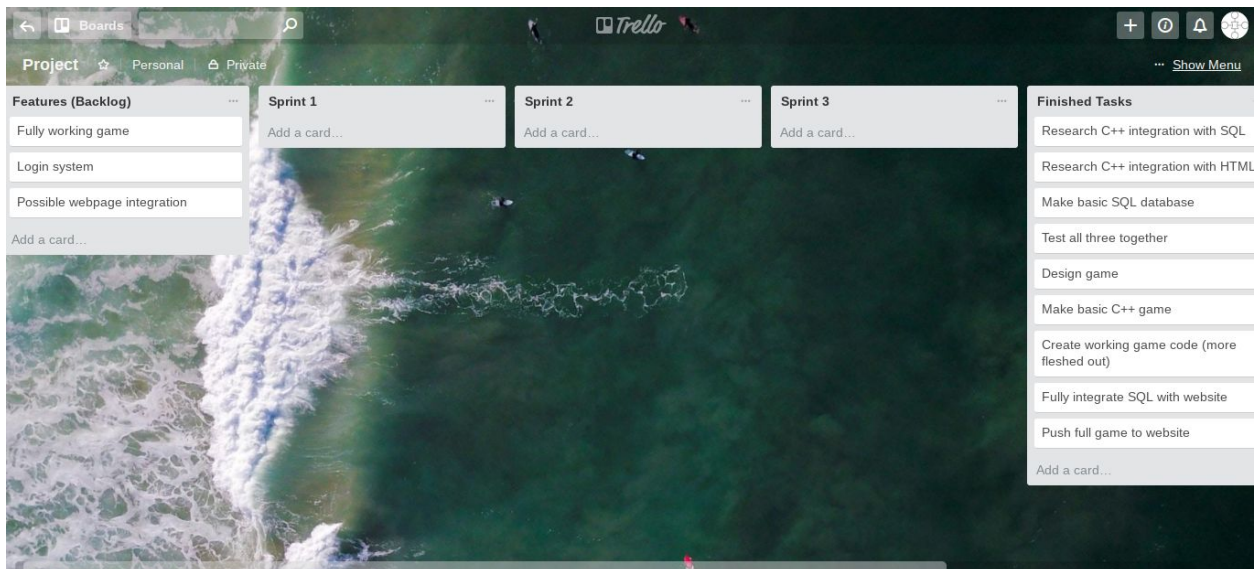 Boards
Trello
Project
Personal
Private
... Show Menu
Features (Backlog)
...
Fully working game
Login system
Possible webpage integration
Add a card…
Sprint 1
...
Add a card…
Sprint 2
...
Add a card…
Sprint 3
...
Add a card…
Finished Tasks
Research C++ integration with SQL
Research C++ integration with HTML
Make basic SQL database
Test all three together
Design game
Make basic C++ game
Create working game code (more
fleshed out)
Fully integrate SQL with website
Push full game to website
Add a card…